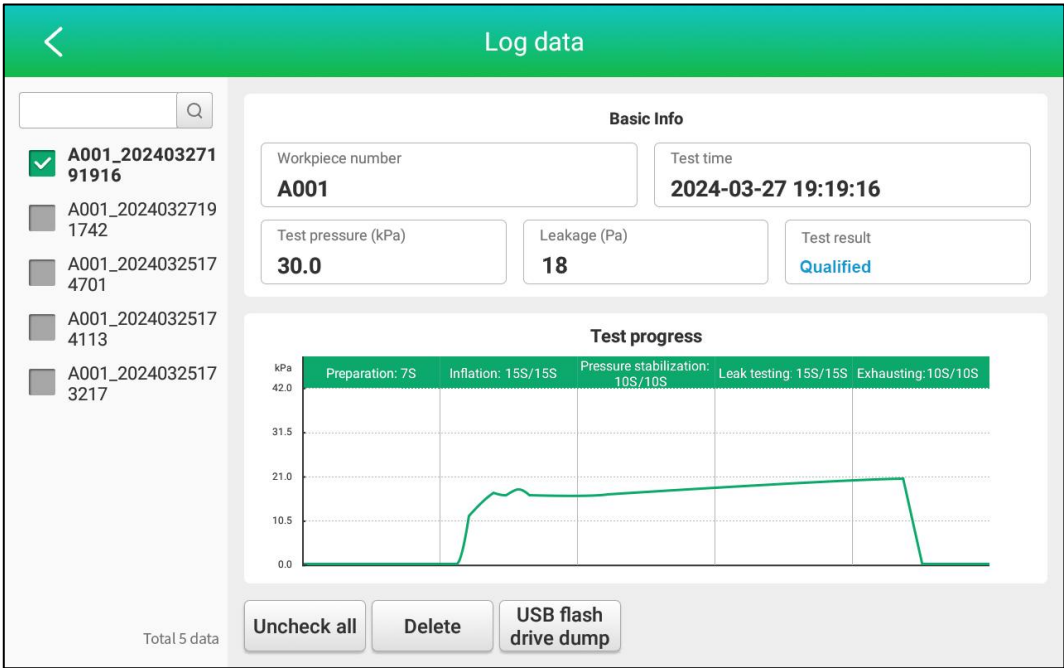 Log data
A001_202403271
91916
A001_2024032719
1742
A001_2024032517
4701
A001_2024032517
4113
A001_2024032517
3217
Total 5 data
Basic Info
Workpiece number
A001
Test time
2024-03-27 19:19:16
Test pressure (kPa)
30.0
Leakage (Pa)
18
Test result
Qualified
Test progress
kPa
Preparation: 7S
Inflation: 15S/15S
Pressure stabilization:
10S/10S
Leak testing: 15S/15S
Exhausting:10S/10S
42.0
31.5
21.0
10.5
0.0
Uncheck all
Delete
USB flash
drive dump